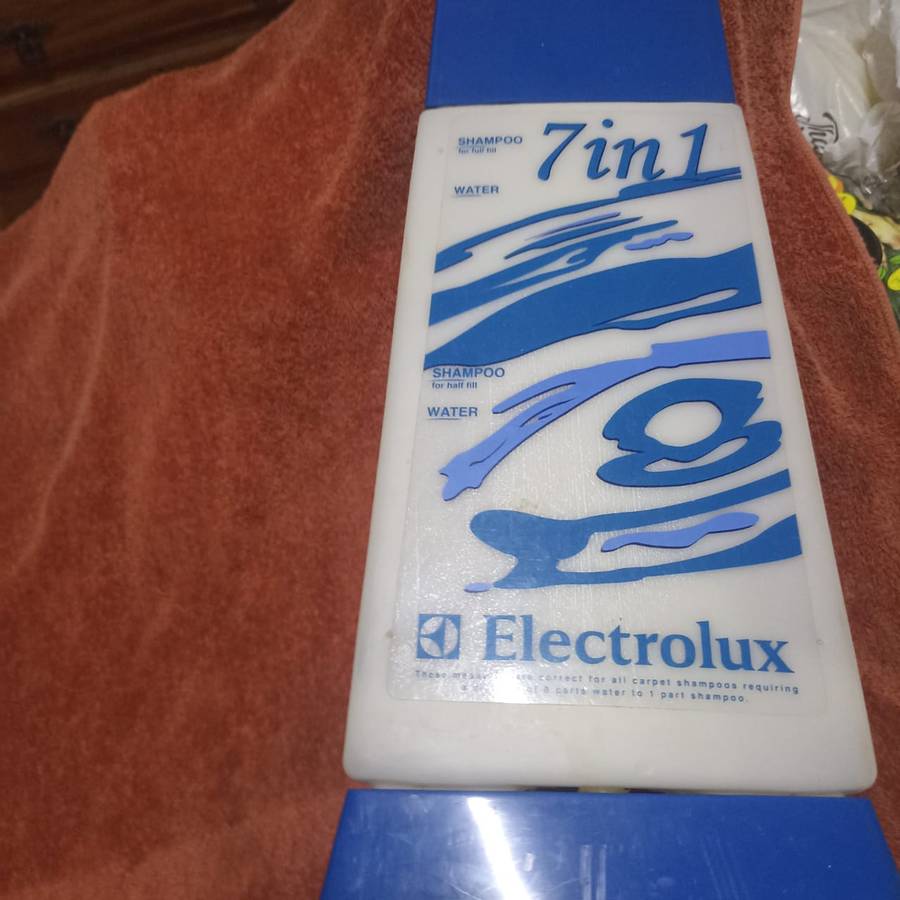 SHAMPOO
for full fill
7in1
WATER
SHAMPOO
for half fill
WATER
Electrolux
These correct for all carpet shampoos requiring
a of 8 parts water to 1 part shampoo.